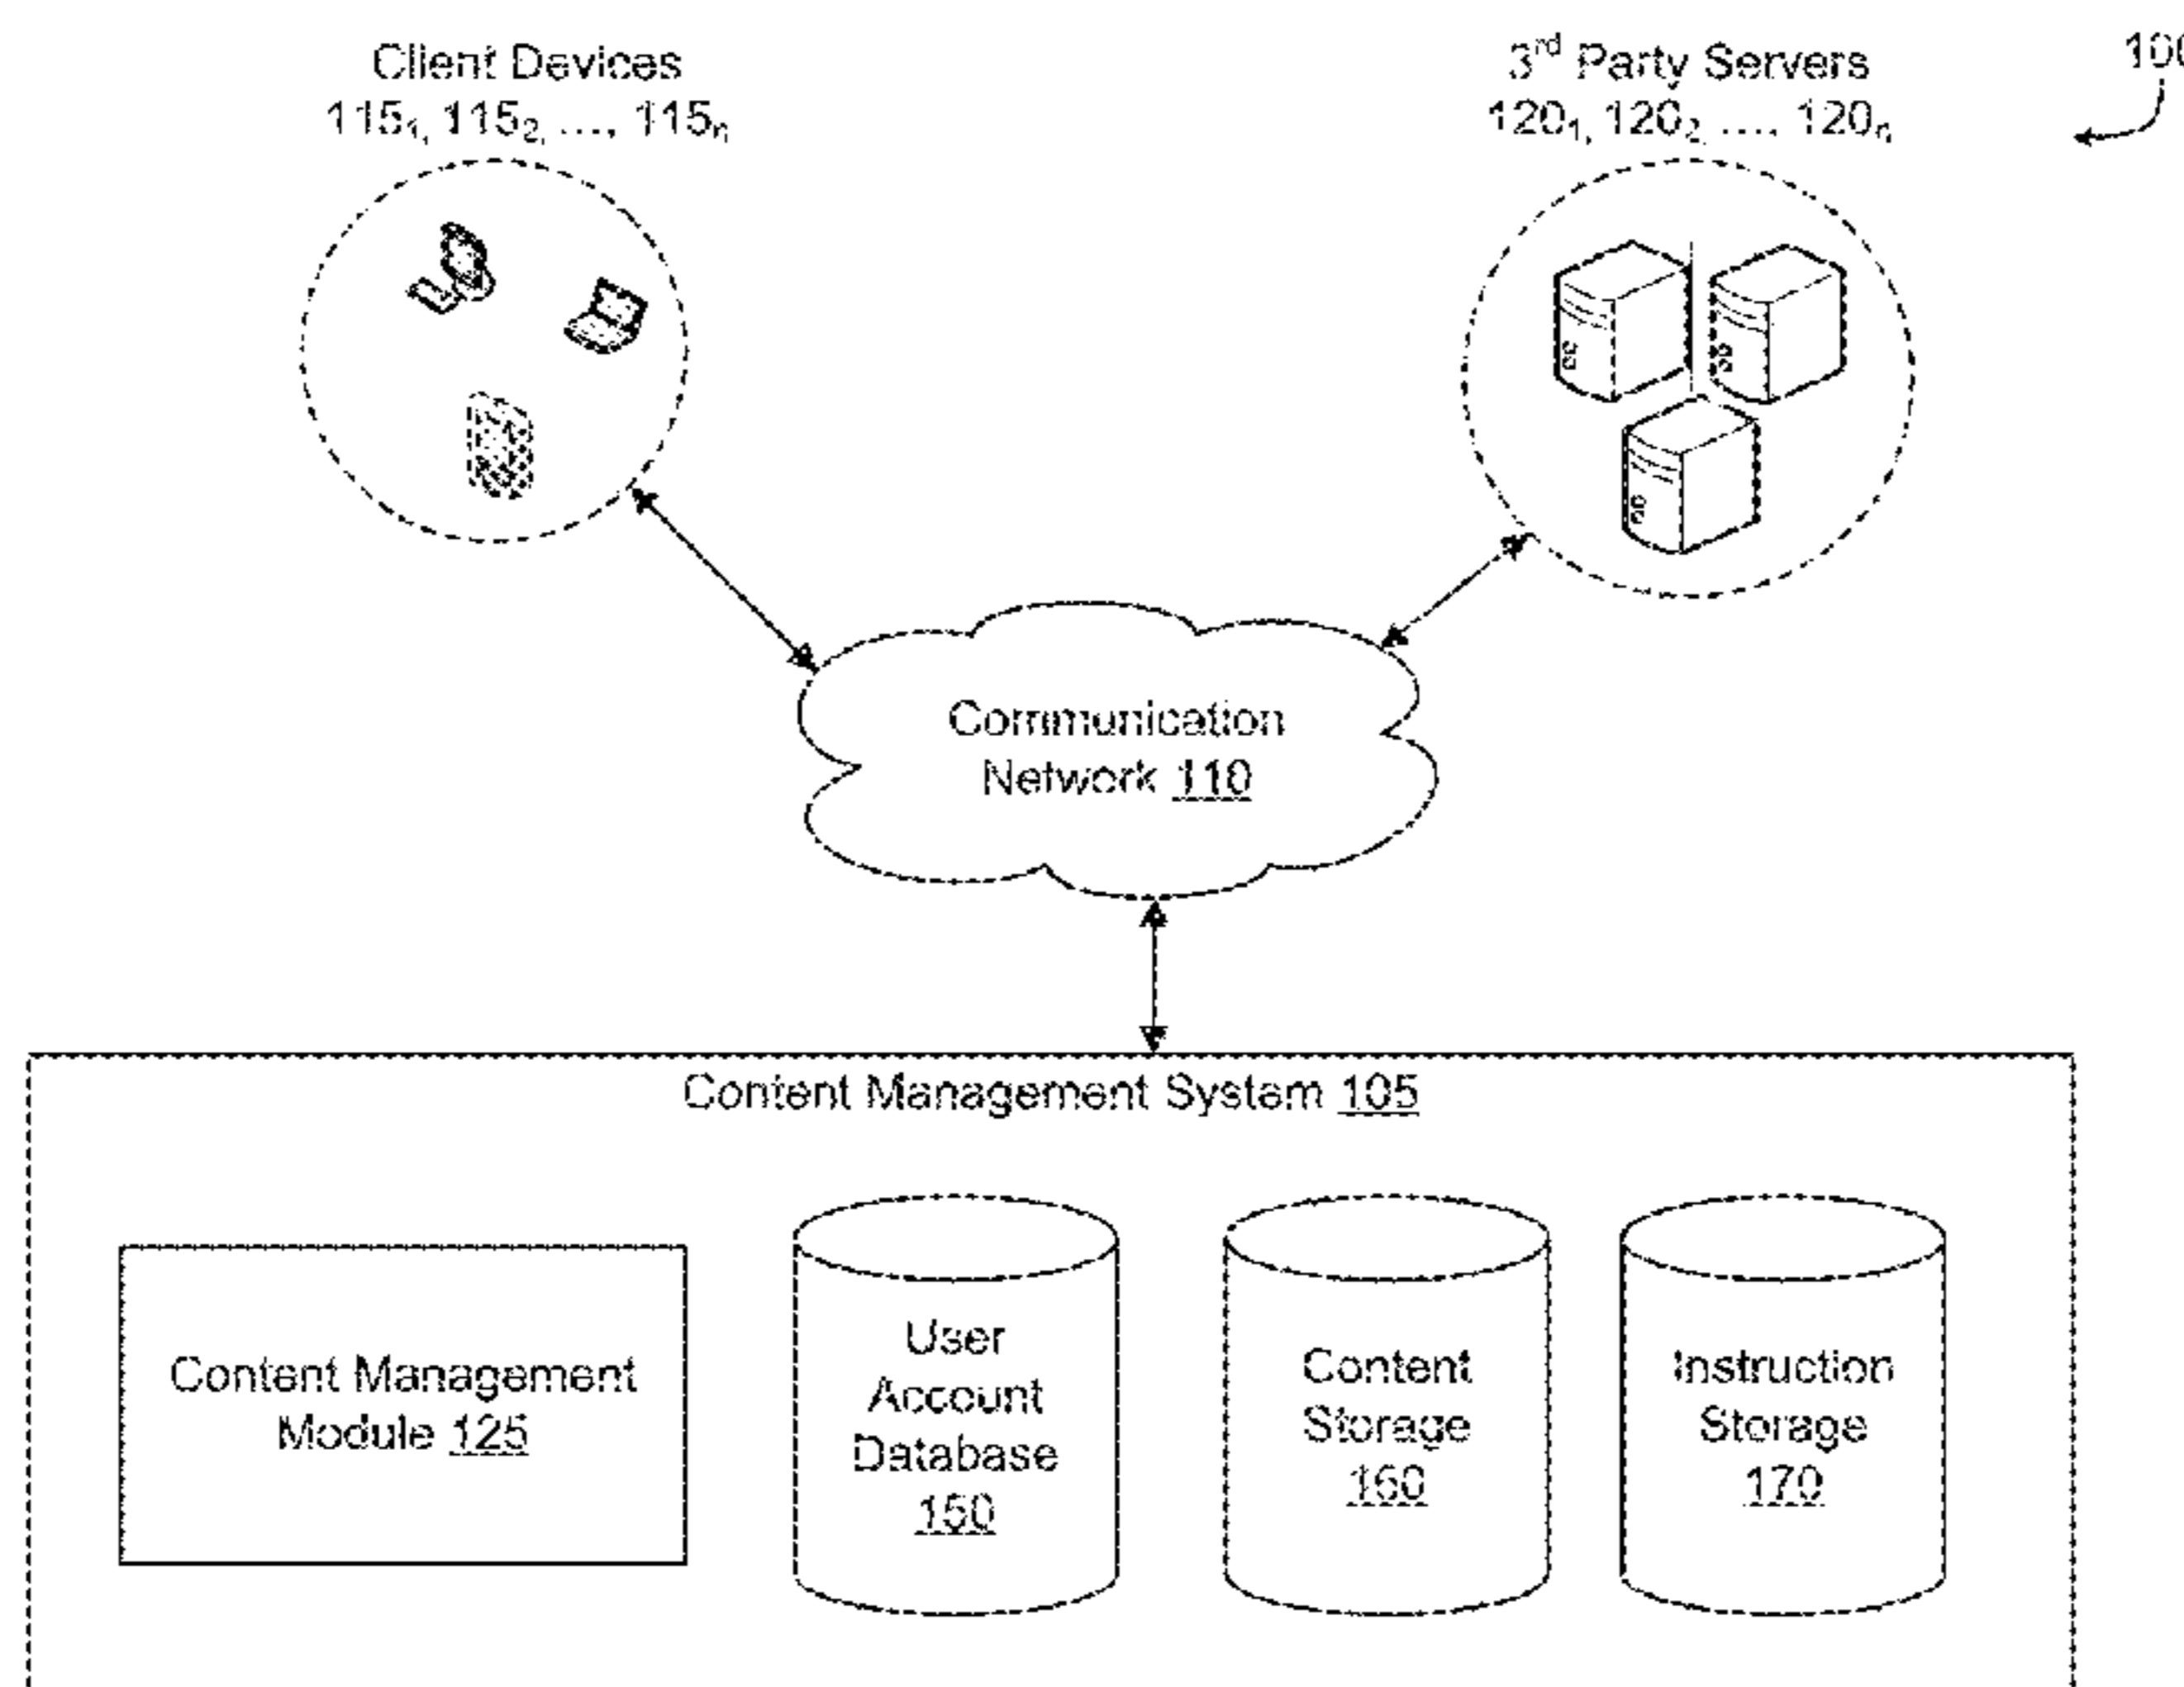 Client Devices
115₁, 115₂, ..., 115ₙ
3rd Party Servers
120₁, 120₂, ..., 120ₙ
100
Communication
Network 110
Content Management System 105
Content Management
Module 125
User
Account
Database
150
Content
Storage
160
Instruction
Storage
170